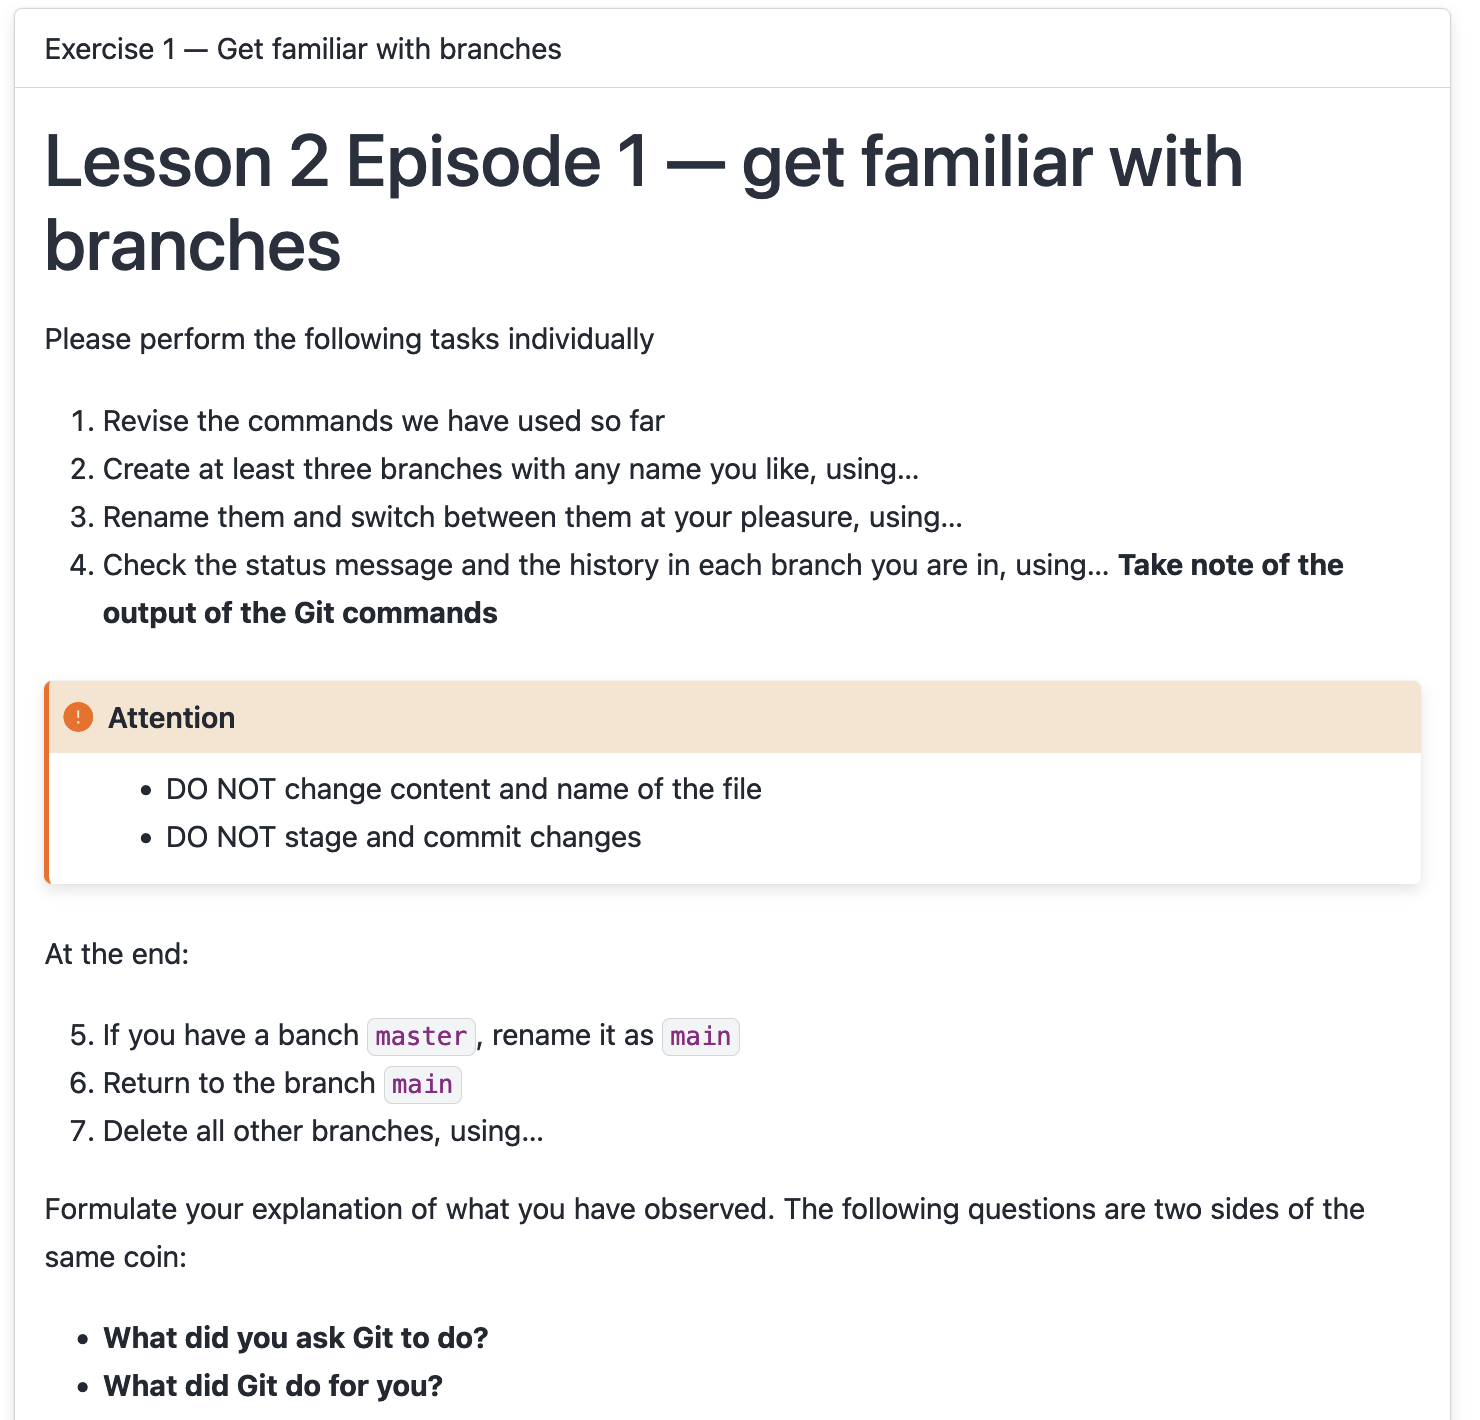 Exercise 1 — Get familiar with branches
Lesson 2 Episode 1 — get familiar with
branches
Please perform the following tasks individually
1. Revise the commands we have used so far
2. Create at least three branches with any name you like, using...
3. Rename them and switch between them at your pleasure, using...
4. Check the status message and the history in each branch you are in, using... Take note of the
output of the Git commands
Attention
• DO NOT change content and name of the file
• DO NOT stage and commit changes
At the end:
5. If you have a banch master, rename it as main
6. Return to the branch main
7. Delete all other branches, using...
Formulate your explanation of what you have observed. The following questions are two sides of the
same coin:
• What did you ask Git to do?
• What did Git do for you?